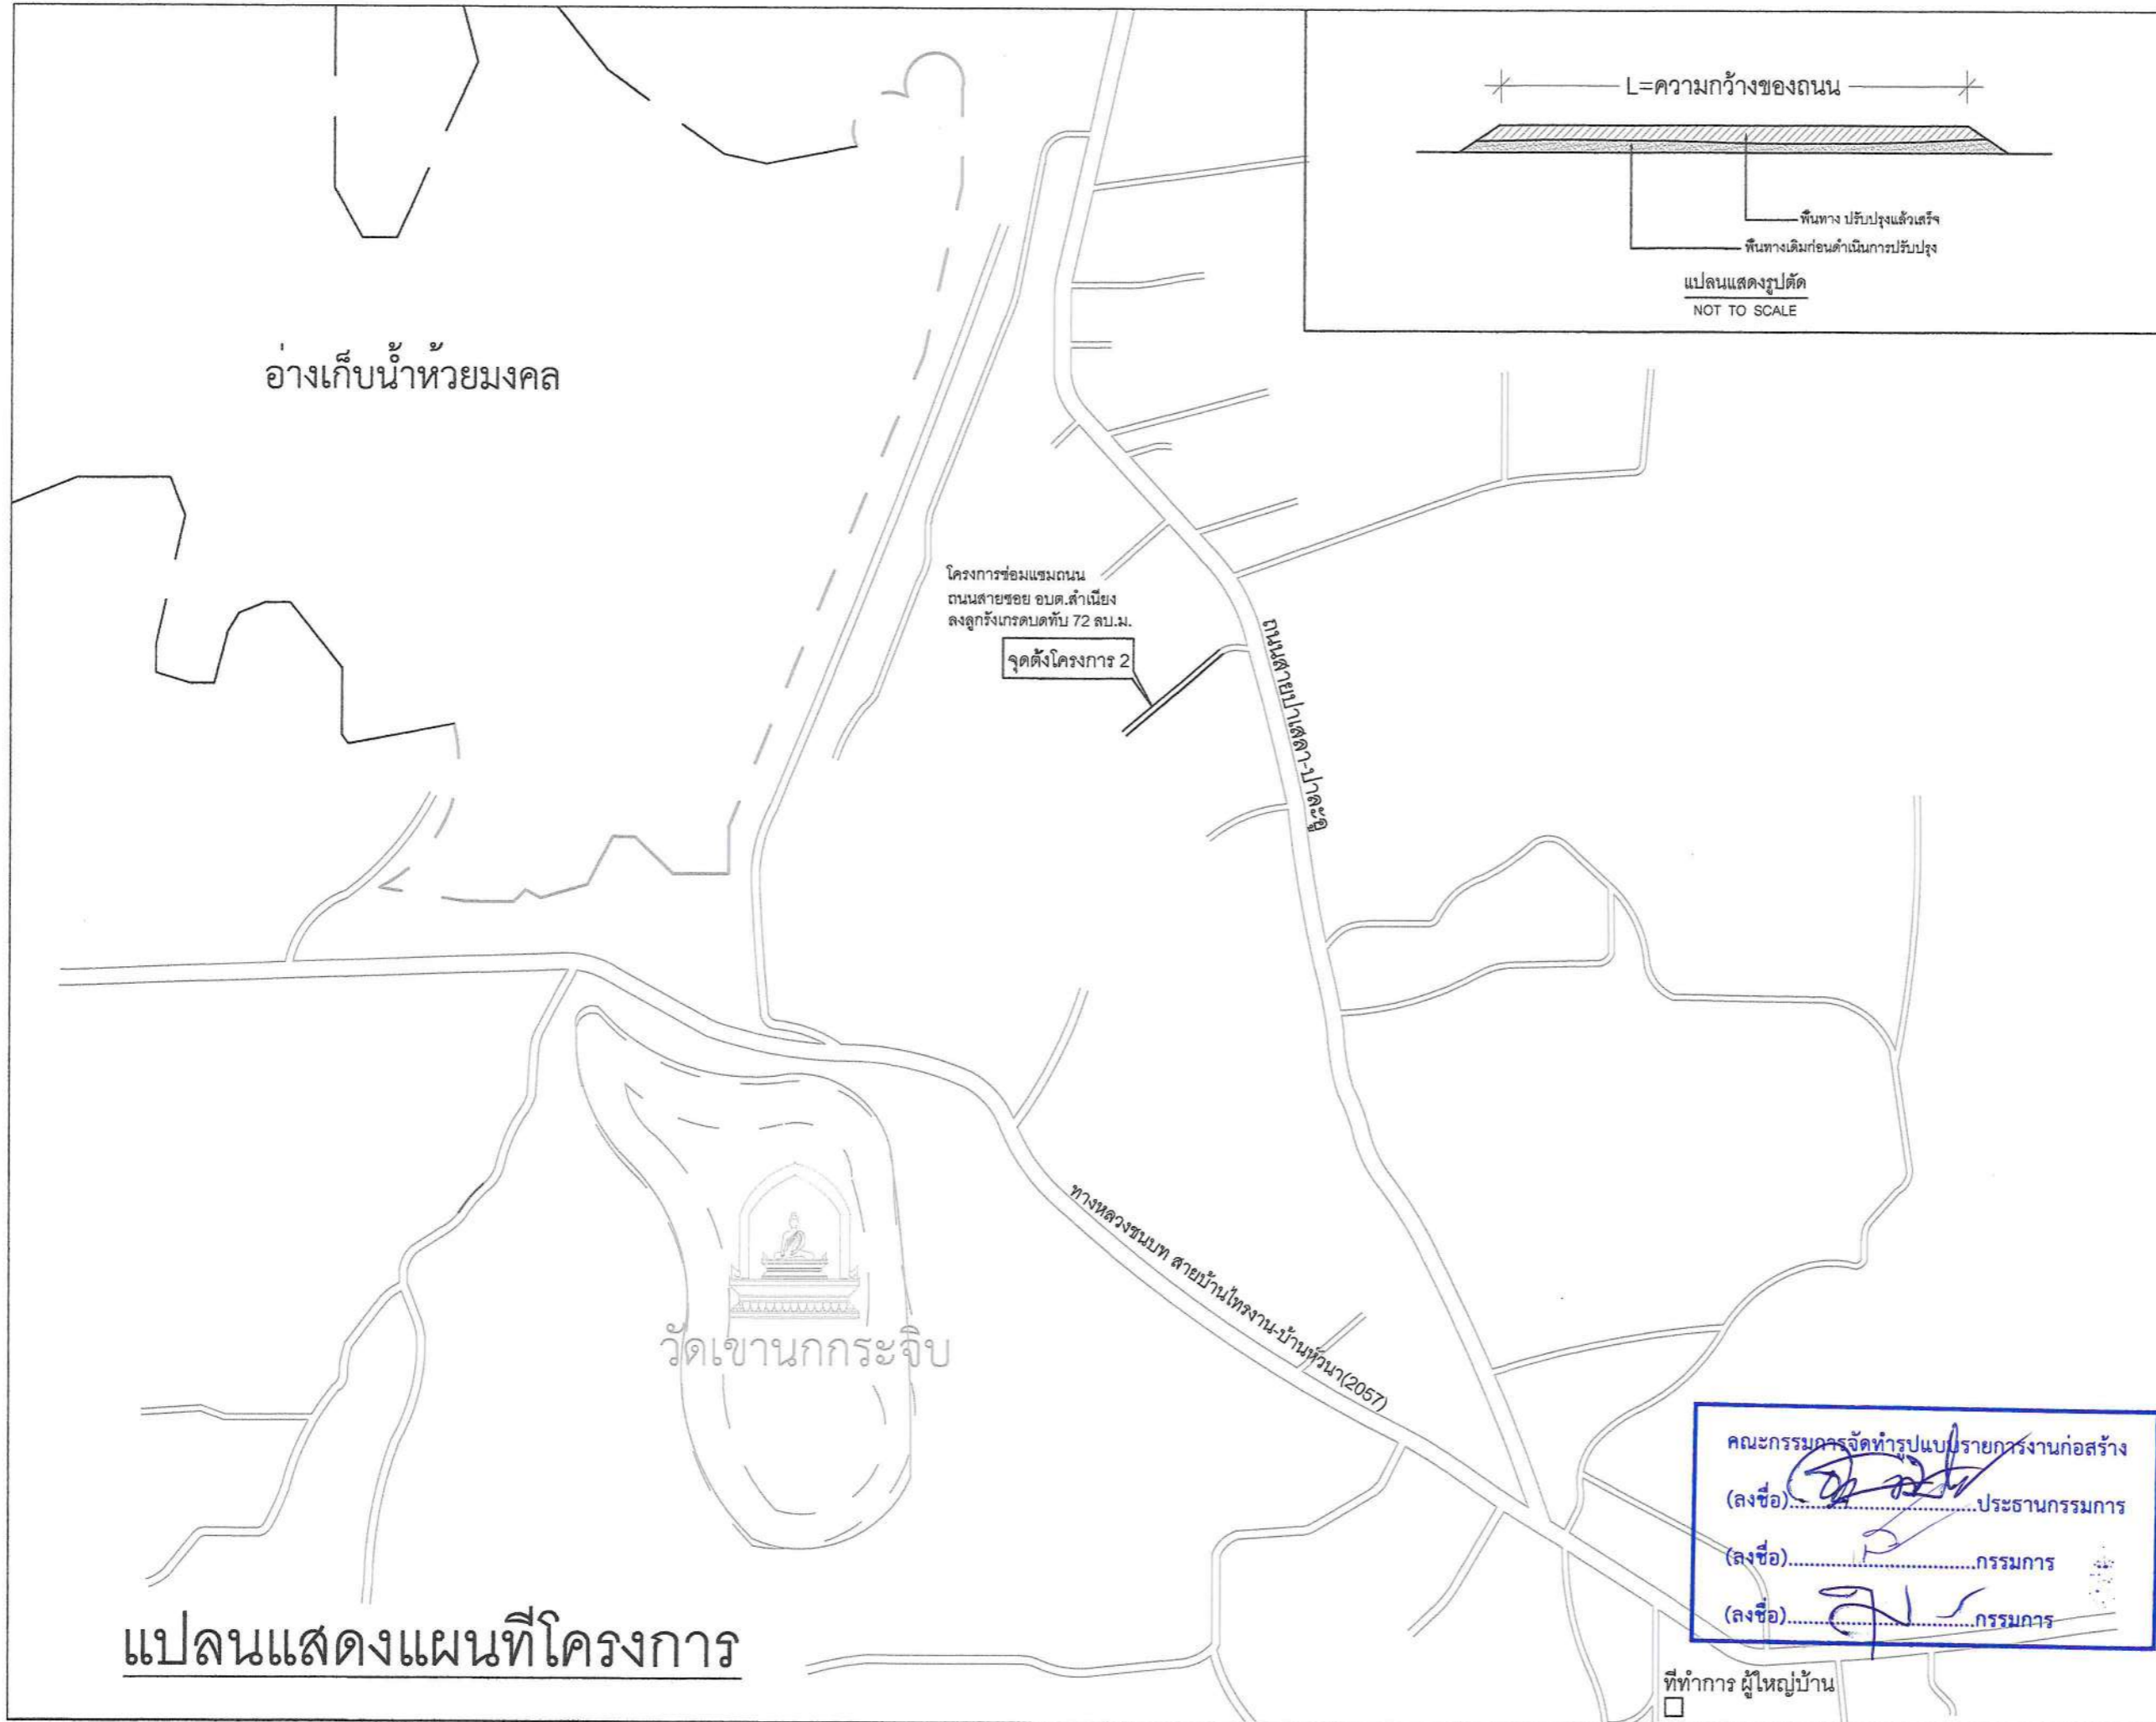 L=ความกว้างของถนน
พื้นทาง ปรับปรุงแล้วเสร็จ
พื้นทางเดิมก่อนดำเนินการปรับปรุง
แปลนแสดงรูปตัด
NOT TO SCALE
อ่างเก็บน้ำห้วยมงคล
โครงการซ่อมแซมถนน
ถนนสายซอย อบต.สำเนียง
ลงลูกรังเกรดบดทับ 72 ลบ.ม.
จุดตั้งโครงการ 2
ถนนสายป่าเสลา-ป่าละอู
ทางหลวงชนบท สายบ้านไทรงาน-บ้านหัวนา(2057)
วัดเขานกกระจิบ
คณะกรรมการจัดทำรูปแบบรายการงานก่อสร้าง
(ลงชื่อ)..............................ประธานกรรมการ
(ลงชื่อ)..............................กรรมการ
(ลงชื่อ)..............................กรรมการ
แปลนแสดงแผนที่โครงการ
ที่ทำการ ผู้ใหญ่บ้าน